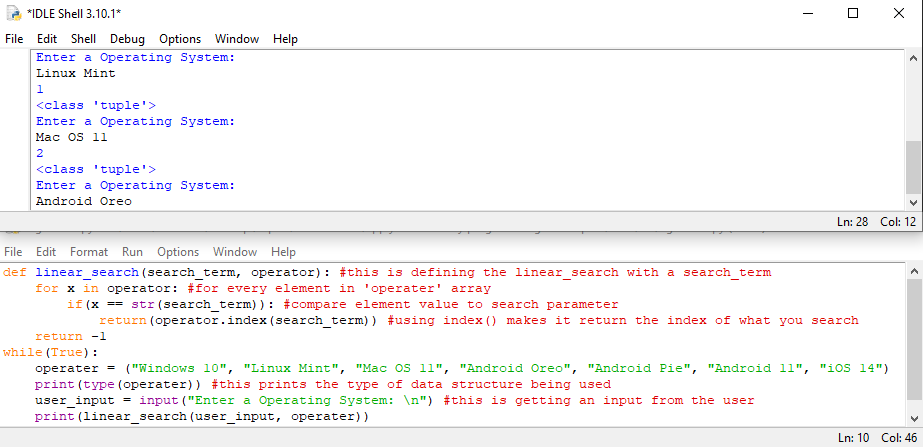 *IDLE Shell 3.10.1*
File Edit Shell Debug Options Window Help
Enter a Operating System:
Linux Mint
1
<class 'tuple'>
Enter a Operating System:
Mac OS 11
2
<class 'tuple'>
Enter a Operating System:
Android Oreo
Ln: 28 Col: 12
File Edit Format Run Options Window Help
def linear_search(search_term, operator): #this is defining the linear_search with a search_term
    for x in operator: #for every element in 'operater' array
        if(x == str(search_term)): #compare element value to search parameter
            return(operator.index(search_term)) #using index() makes it return the index of what you search
    return -1
while(True):
    operater = ("Windows 10", "Linux Mint", "Mac OS 11", "Android Oreo", "Android Pie", "Android 11", "iOS 14")
    print(type(operater)) #this prints the type of data structure being used
    user_input = input("Enter a Operating System: \n") #this is getting an input from the user
    print(linear_search(user_input, operater))
Ln: 10 Col: 46